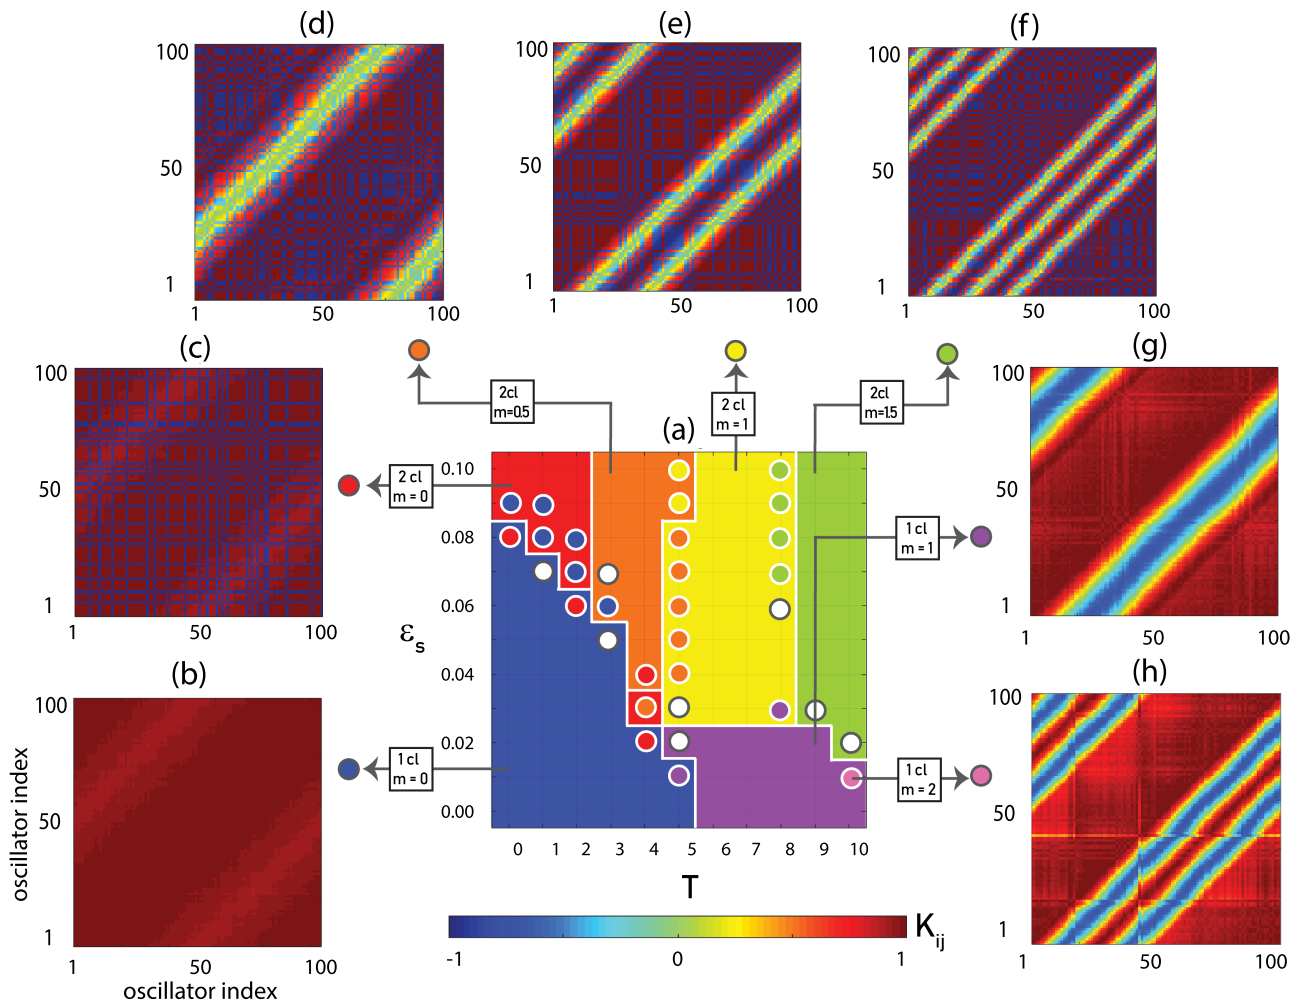 (d)
(e)
(f)
100
50
1
1
50
100
100
50
1
1
50
100
100
50
1
1
50
100
(c)
100
50
1
1
50
100
2cl
m=0.5
2 cl
m = 1
2cl
m=1.5
(g)
100
50
1
1
50
100
(a)
2 cl
m = 0
1 cl
m = 1
0.10
0.08
0.06
0.04
0.02
0.00
εs
0 1 2 3 4 5 6 7 8 9 10
T
(b)
100
50
1
1
50
100
oscillator index
oscillator index
1 cl
m = 0
1 cl
m = 2
(h)
100
50
1
1
50
100
Kij
-1
0
1